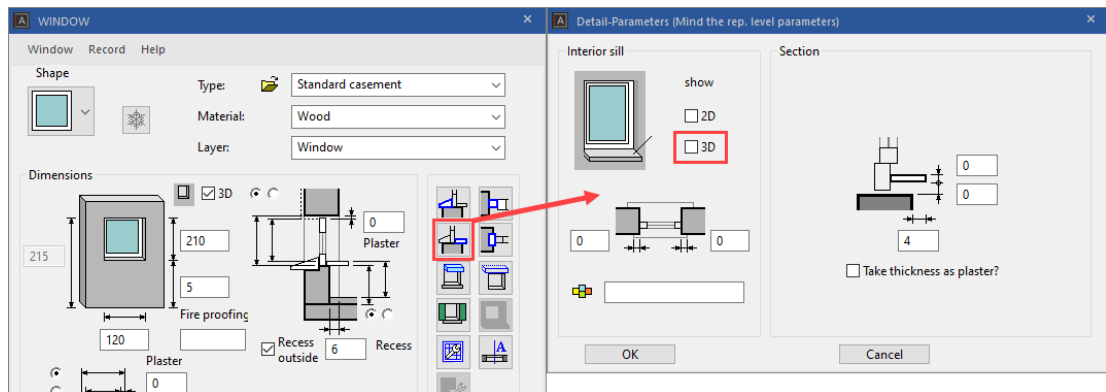 WINDOW
Window Record Help
Shape
Type: Standard casement
Material: Wood
Layer: Window
Dimensions
3D
0
Plaster
210
215
5
Fire proofing
120
Recess outside 6 Recess
Plaster
0
A
Detail-Parameters (Mind the rep. level parameters)
Interior sill
show
2D
3D
0 0
OK
Section
0
0
4
Take thickness as plaster?
Cancel